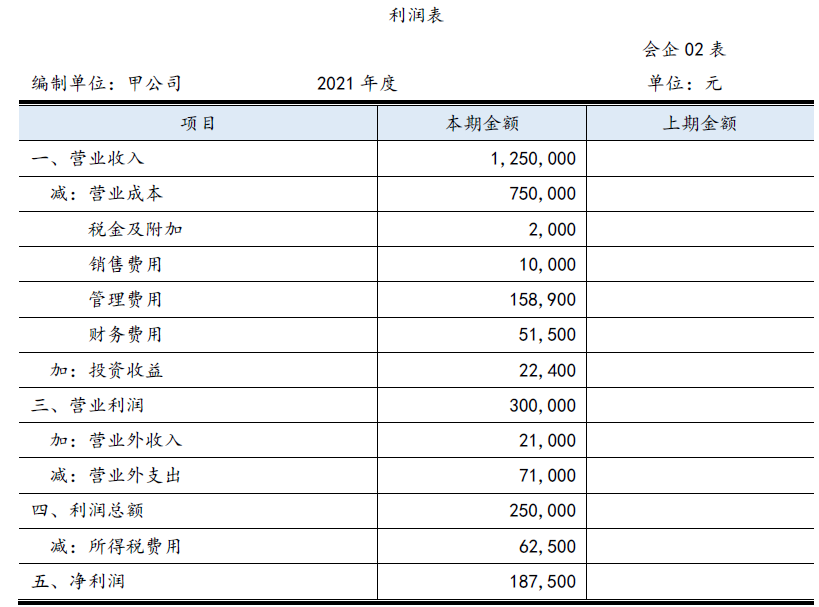 利润表
会企 02 表
编制单位：甲公司 2021 年度 单位：元
项目 本期金额 上期金额
一、营业收入 1,250,000
减：营业成本 750,000
税金及附加 2,000
销售费用 10,000
管理费用 158,900
财务费用 51,500
加：投资收益 22,400
三、营业利润 300,000
加：营业外收入 21,000
减：营业外支出 71,000
四、利润总额 250,000
减：所得税费用 62,500
五、净利润 187,500